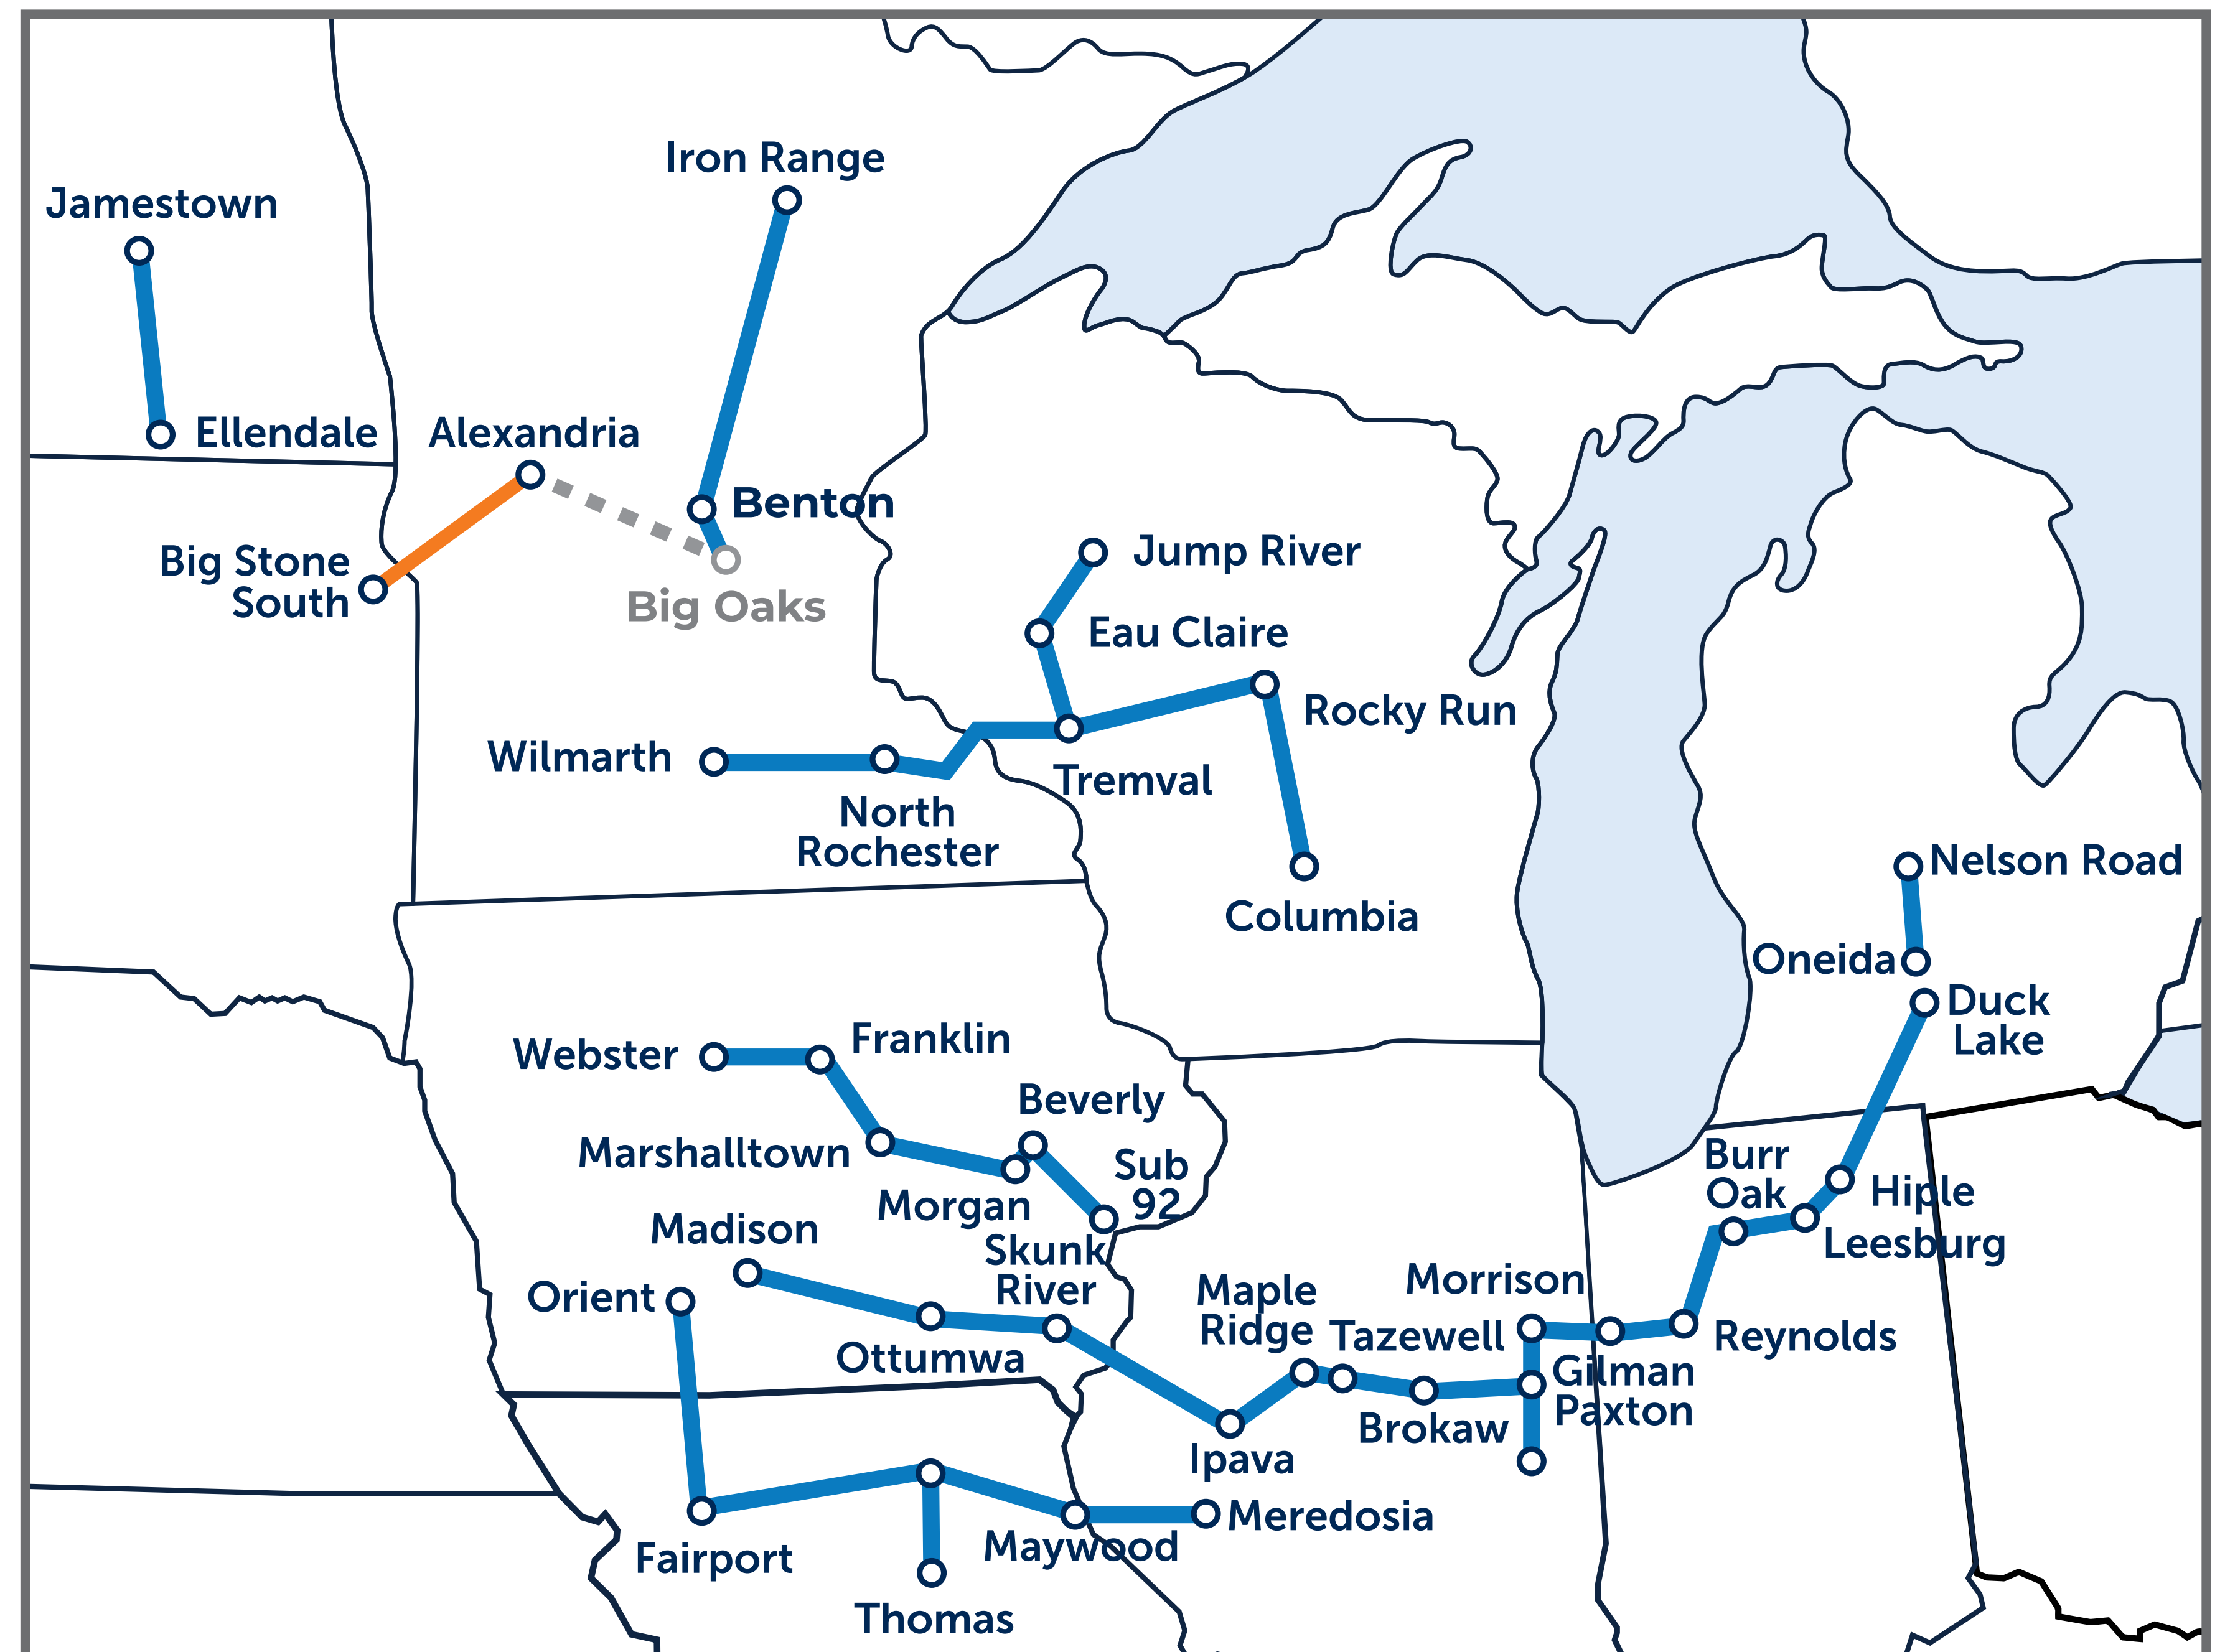 Iron Range
Jamestown
Ellendale
Alexandria
Benton
Big Stone
South
Big Oaks
Jump River
Eau Claire
Rocky Run
Wilmarth
Tremval
North
Rochester
Columbia
Nelson Road
Oneida
Duck
Lake
Webster
Franklin
Beverly
Marshalltown
Sub
92
Morgan
Burr
Oak
Hiple
Leesburg
Madison
Skunk
River
Orient
Maple
Ridge
Morrison
Tazewell
Reynolds
Ottumwa
Gilman
Paxton
Brokaw
Ipava
Meredosia
Maywood
Fairport
Thomas